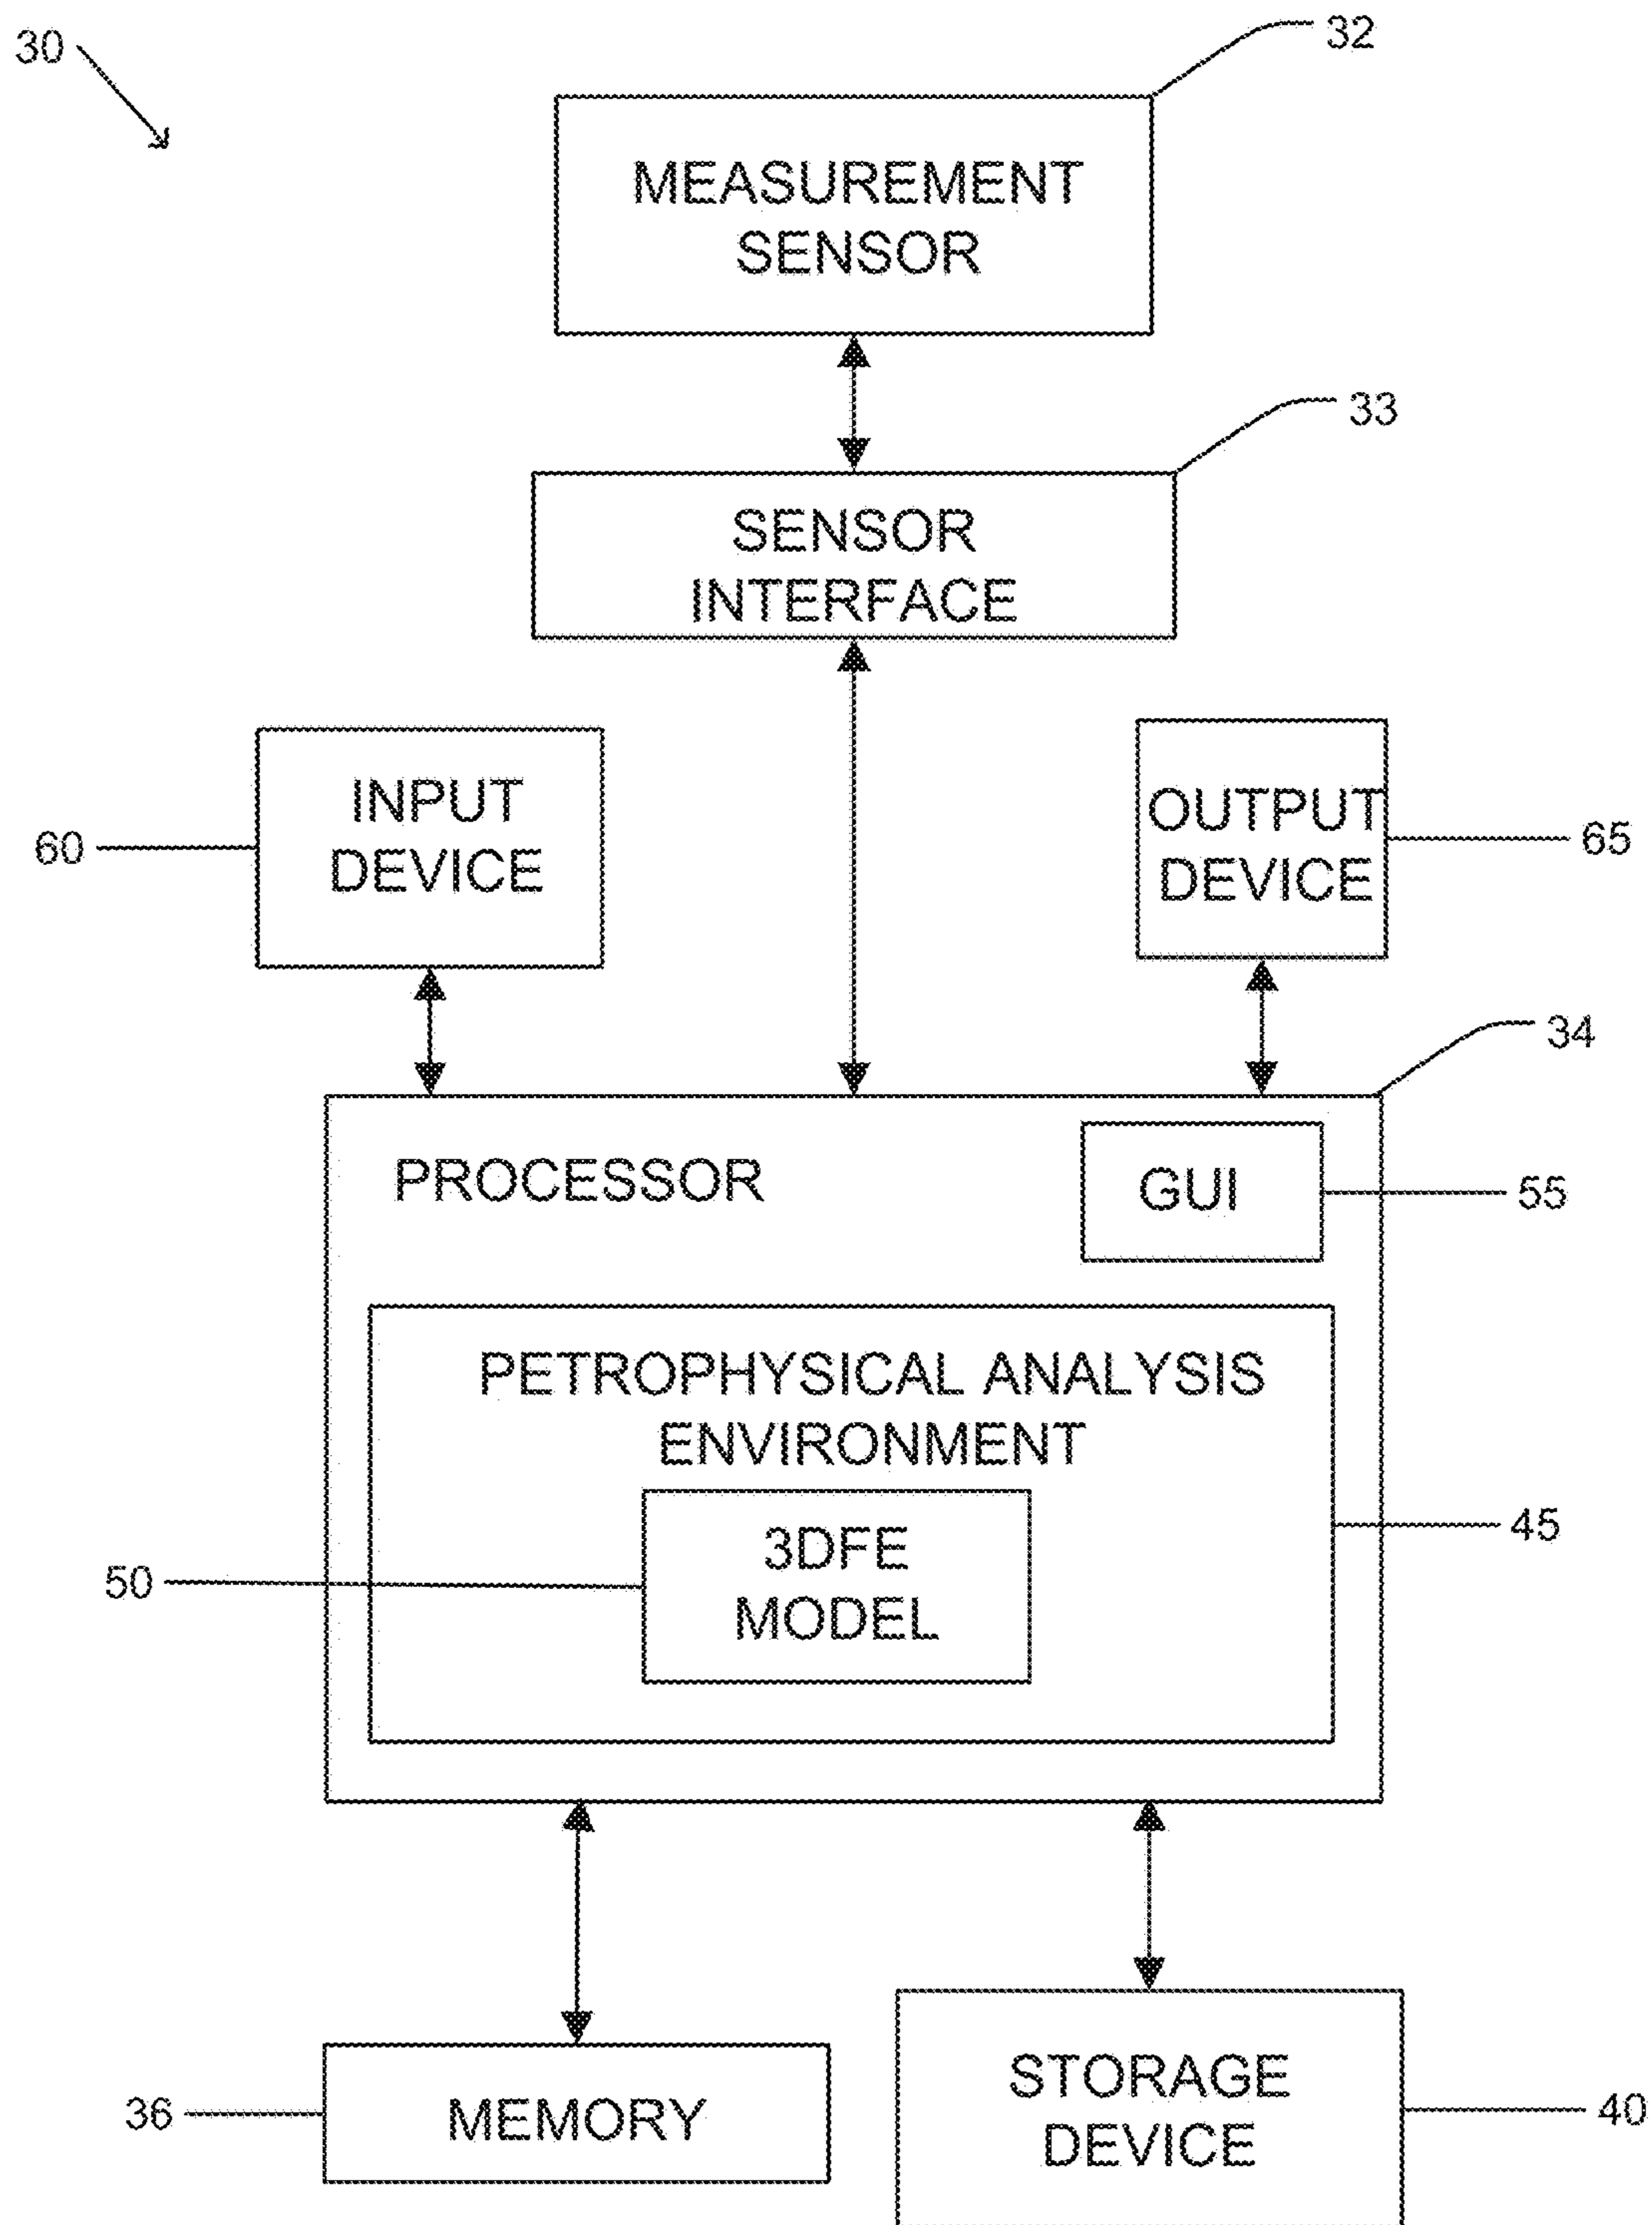 30
32
MEASUREMENT
SENSOR
33
SENSOR
INTERFACE
INPUT
DEVICE
60
OUTPUT
DEVICE
65
34
PROCESSOR
GUI
55
PETROPHYSICAL ANALYSIS
ENVIRONMENT
45
3DFE
MODEL
50
MEMORY
36
STORAGE
DEVICE
40